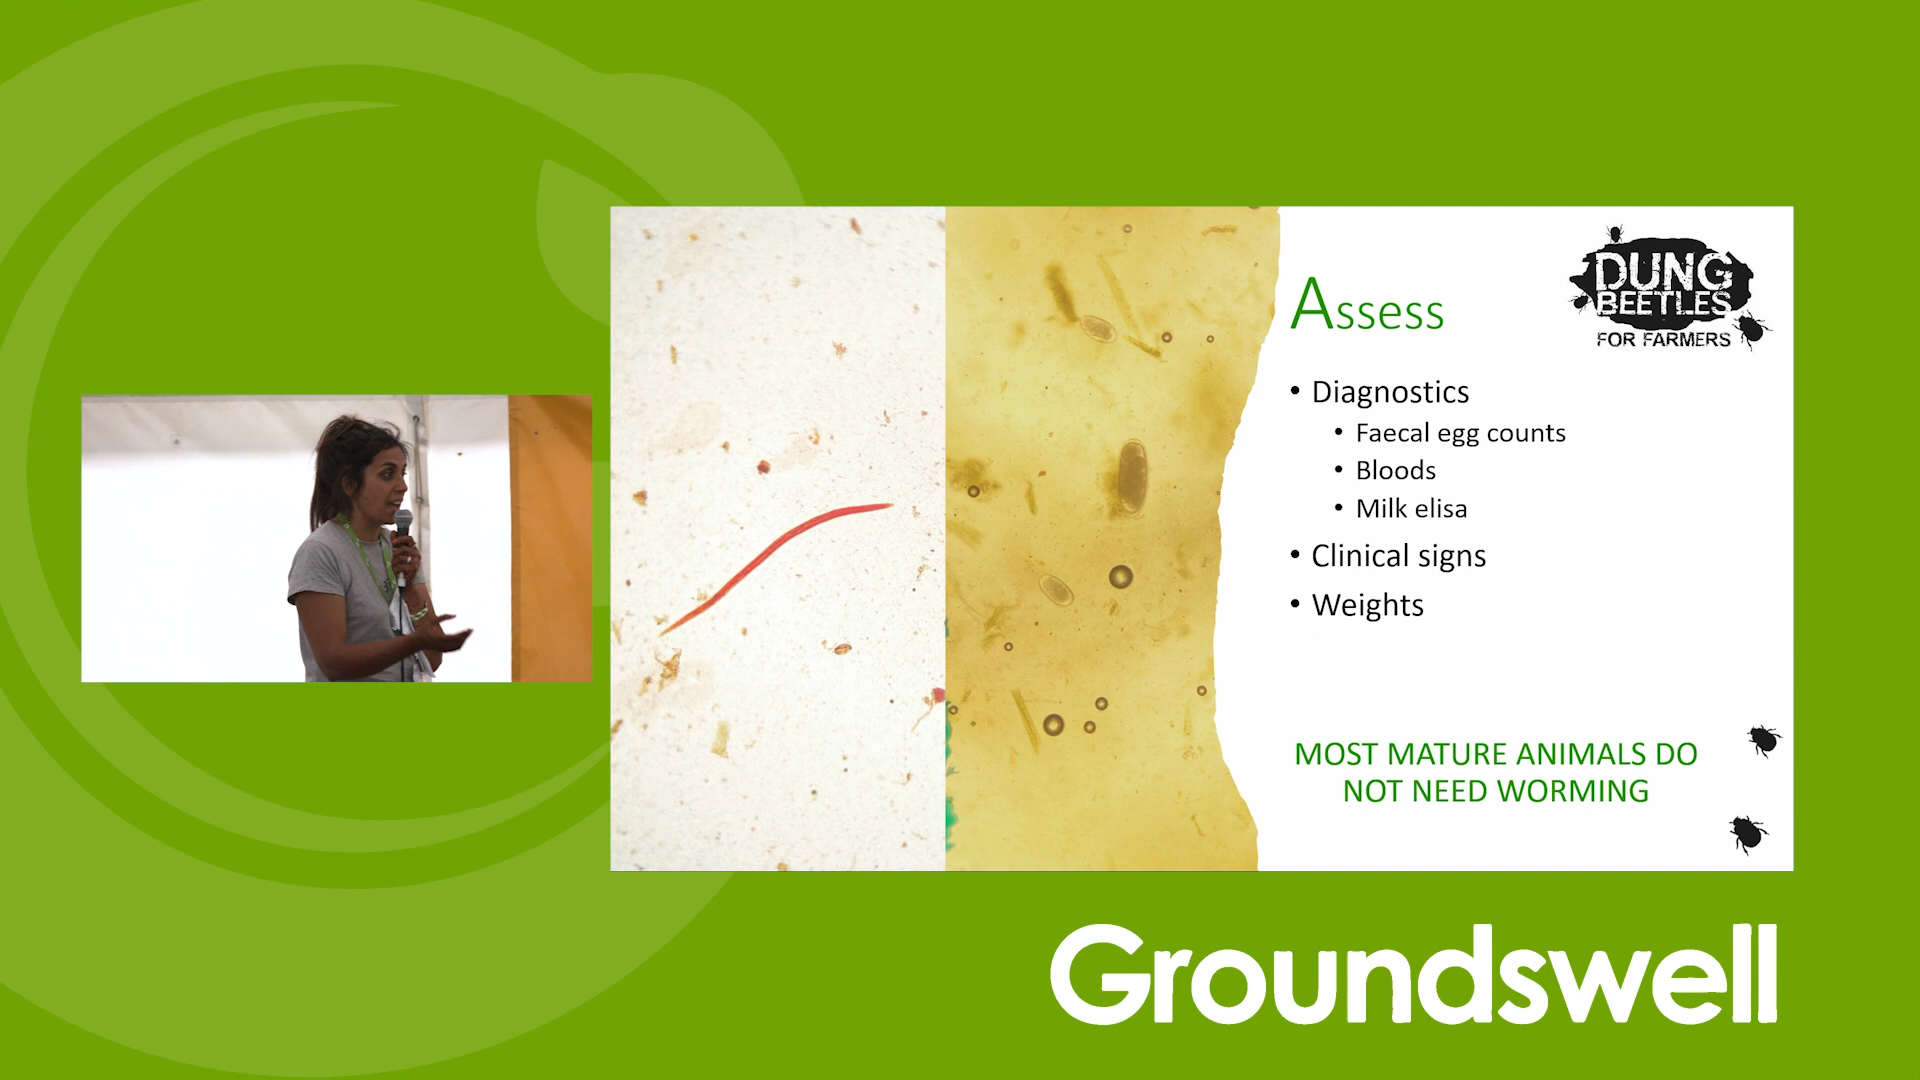 Assess
DUNG
BEETLES
FOR FARMERS
• Diagnostics
• Faecal egg counts
• Bloods
• Milk elisa
• Clinical signs
• Weights
MOST MATURE ANIMALS DO
NOT NEED WORMING
Groundswell